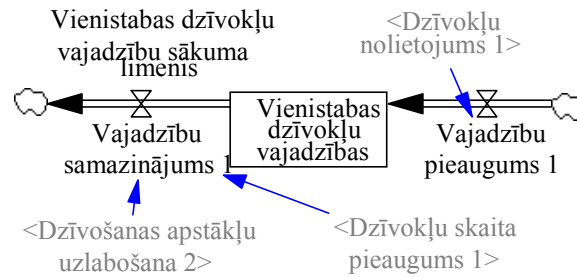 Vienistabas dzīvokļu
vajadzību sākuma
līmenis
<Dzīvokļu
nolietojums 1>
Vienistabas
dzīvokļu
vajadzības
Vajadzību
samazinājums 1
Vajadzību
pieaugums 1
<Dzīvošanas apstākļu
uzlabošana 2>
<Dzīvokļu skaita
pieaugums 1>